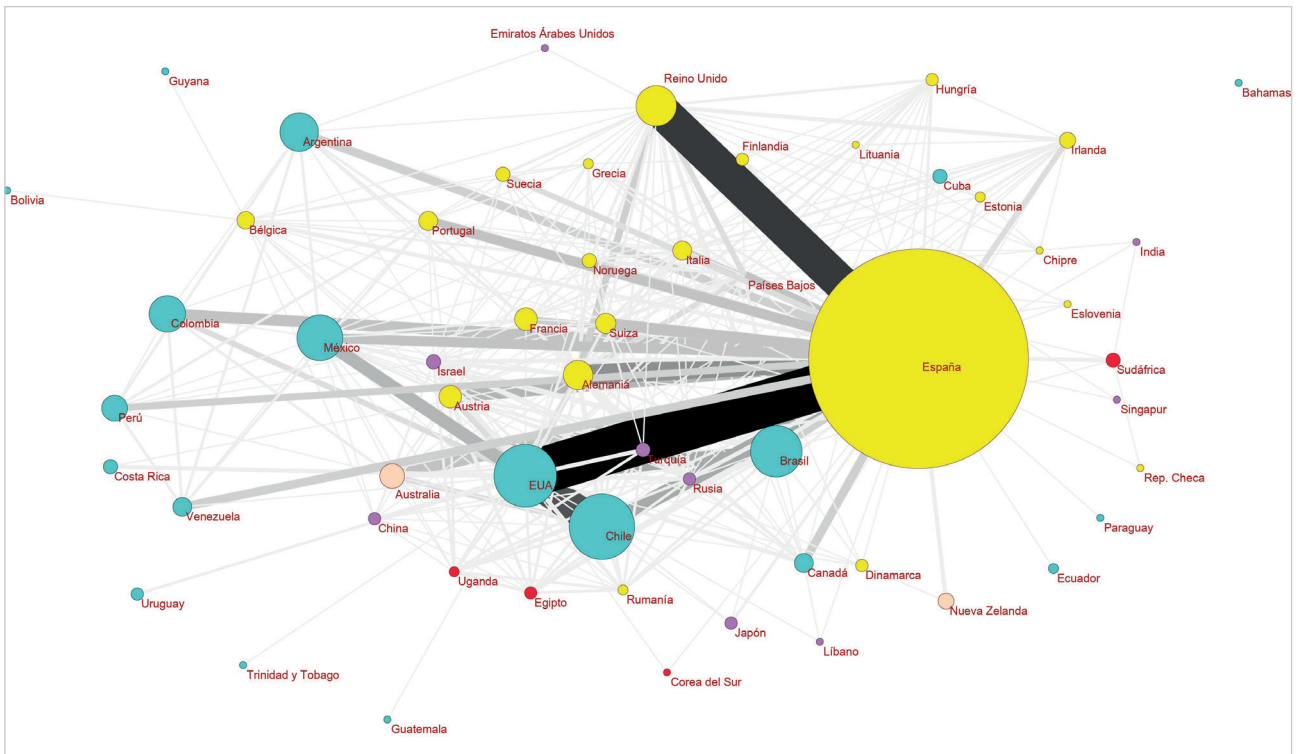 Emiratos Árabes Unidos
Guyana
Reino Unido
Hungría
Bahamas
Argentina
Finlandia
Lituania
Irlanda
Suecia
Grecia
Cuba
Bolivia
Estonia
Bélgica
Portugal
Italia
Noruega
Chipre
India
Países Bajos
Colombia
Francia
Suiza
Eslovenia
México
Israel
Alemaniá
España
Sudáfrica
Austria
Singapur
Perú
Turquía
Brasil
Costa Rica
Australia
EUA
Rusia
Rep. Checa
Venezuela
China
Chile
Paraguay
Uganda
Canadá
Dinamarca
Ecuador
Uruguay
Egipto
Rumanía
Nueva Zelanda
Japón
Líbano
Trinidad y Tobago
Corea del Sur
Guatemala